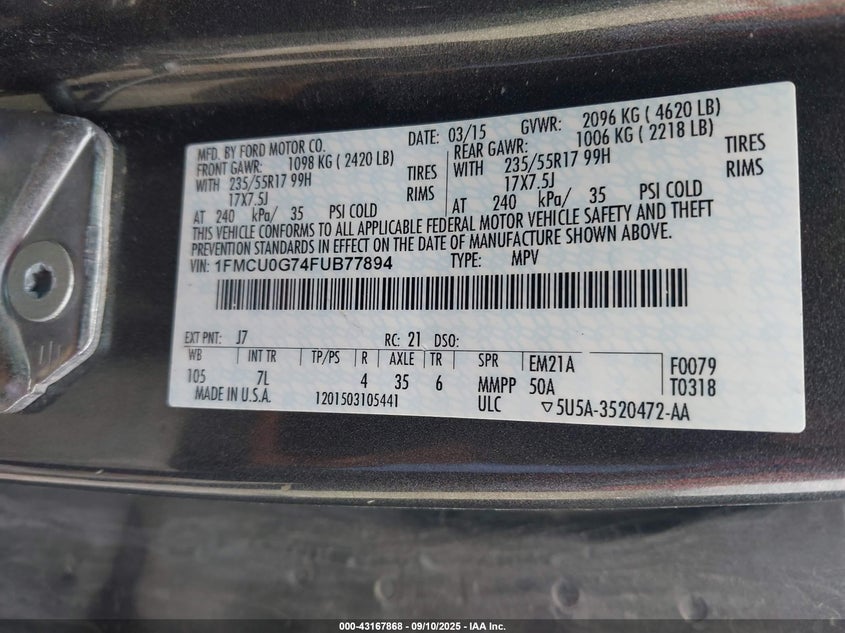 MFD. BY FORD MOTOR CO. DATE: 03/15 GVWR: 2096 KG ( 4620 LB)
FRONT GAWR: 1098 KG ( 2420 LB) REAR GAWR: 1006 KG ( 2218 LB)
WITH 235/55R17 99H TIRES WITH 235/55R17 99H TIRES
17X7.5J RIMS 17X7.5J RIMS
AT 240 kPa/ 35 PSI COLD AT 240 kPa/ 35 PSI COLD
THIS VEHICLE CONFORMS TO ALL APPLICABLE FEDERAL MOTOR VEHICLE SAFETY AND THEFT
PREVENTION STANDARDS IN EFFECT ON THE DATE OF MANUFACTURE SHOWN ABOVE.
VIN: 1FMCU0G74FUB77894 TYPE: MPV
EXT PNT: J7 RC: 21 DSO:
WB INT TR TP/PS R AXLE TR SPR EM21A F0079
105 7L 4 35 6 MMPP 50A T0318
MADE IN U.S.A. 1201503105441 ULC ▽5U5A-3520472-AA
000-43167868 - 09/10/2025 - IAA Inc.